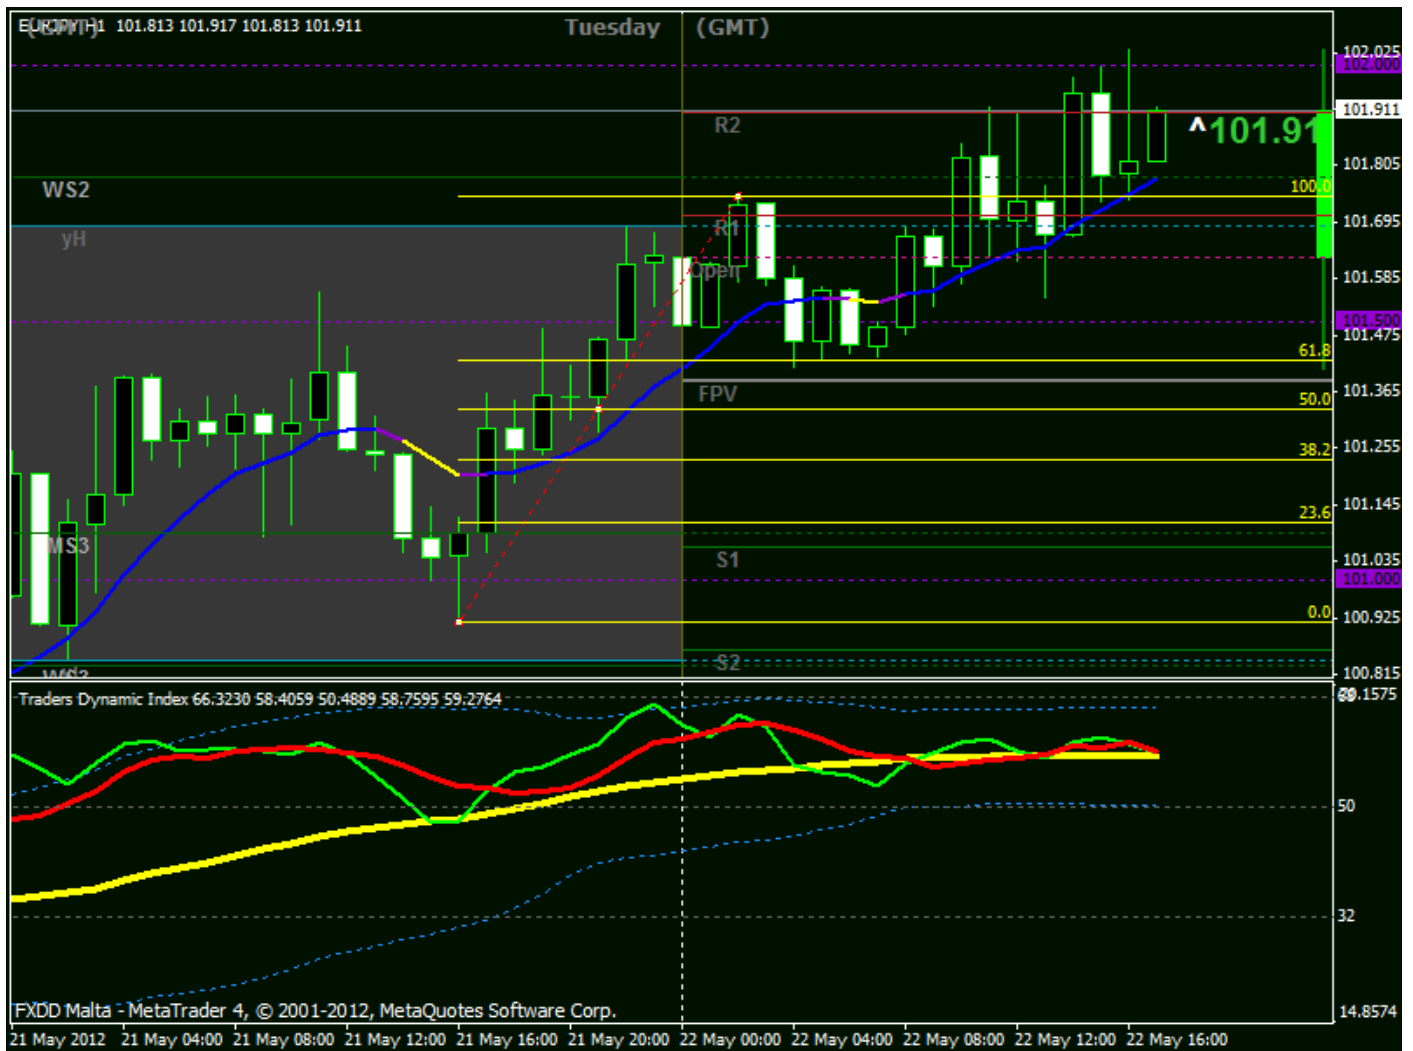 EURJPY H1 101.813 101.917 101.813 101.911
(GMT)
Tuesday
(GMT)
102.025
102.000
101.911
R2
^101.91
101.805
WS2
100.0
101.695
yH
R1
Open
101.585
101.500
101.475
61.8
101.365
FPV
50.0
101.255
38.2
101.145
23.6
MS3
S1
101.035
101.000
0.0
100.925
S2
100.815
Traders Dynamic Index 66.3230 58.4059 50.4889 58.7595 59.2764
50
32
14.8574
FXDD Malta - MetaTrader 4, © 2001-2012, MetaQuotes Software Corp.
21 May 2012 21 May 04:00 21 May 08:00 21 May 12:00 21 May 16:00 21 May 20:00 22 May 00:00 22 May 04:00 22 May 08:00 22 May 12:00 22 May 16:00